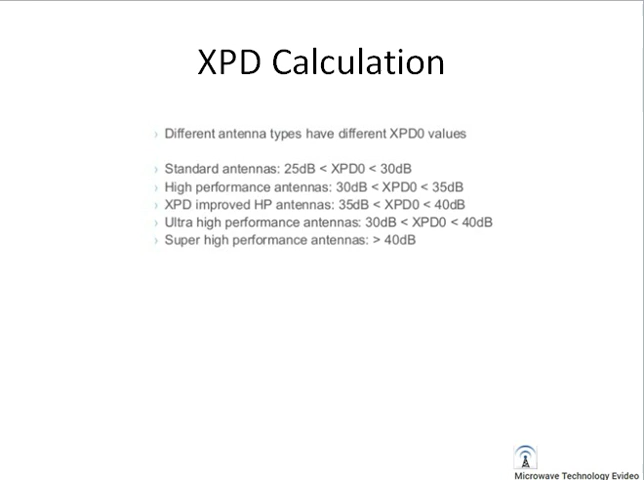 XPD Calculation
› Different antenna types have different XPD0 values
› Standard antennas: 25dB < XPD0 < 30dB
› High performance antennas: 30dB < XPD0 < 35dB
› XPD improved HP antennas: 35dB < XPD0 < 40dB
› Ultra high performance antennas: 30dB < XPD0 < 40dB
› Super high performance antennas: > 40dB
Microwave Technology Evideo